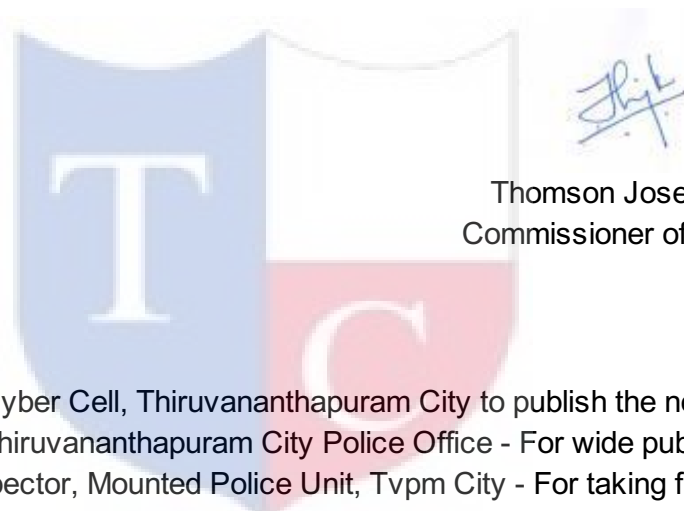 Thomson Jose
Commissioner of
T
C
yber Cell, Thiruvananthapuram City to publish the n
hiruvananthapuram City Police Office - For wide pub
pector, Mounted Police Unit, Tvpm City - For taking f